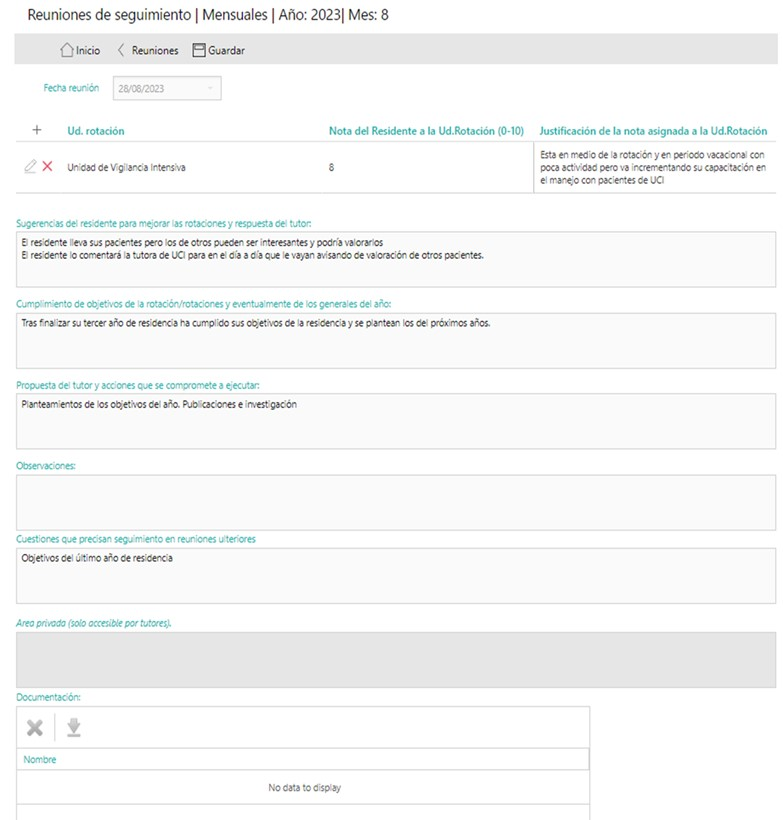 Reuniones de seguimiento | Mensuales | Año: 2023| Mes: 8
Inicio Reuniones Guardar
Fecha reunión 28/08/2023
Ud. rotación Nota del Residente a la Ud.Rotación (0-10) Justificación de la nota asignada a la Ud.Rotación
Unidad de Vigilancia Intensiva 8
Esta en medio de la rotación y en periodo vacacional con
poca actividad pero va incrementando su capacitación en
el manejo con pacientes de UCI
Sugerencias del residente para mejorar las rotaciones y respuesta del tutor:
El residente lleva sus pacientes pero los de otros pueden ser interesantes y podría valorarlos
El residente lo comentará la tutora de UCI para en el día a día que le vayan avisando de valoración de otros pacientes.
Cumplimiento de objetivos de la rotación/rotaciones y eventualmente de los generales del año:
Tras finalizar su tercer año de residencia ha cumplido sus objetivos de la residencia y se plantean los del próximos años.
Propuesta del tutor y acciones que se compromete a ejecutar:
Planteamientos de los objetivos del año. Publicaciones e investigación
Observaciones:
Cuestiones que precisan seguimiento en reuniones ulteriores
Objetivos del último año de residencia
Area privada (solo accesible por tutores).
Documentación:
Nombre
No data to display